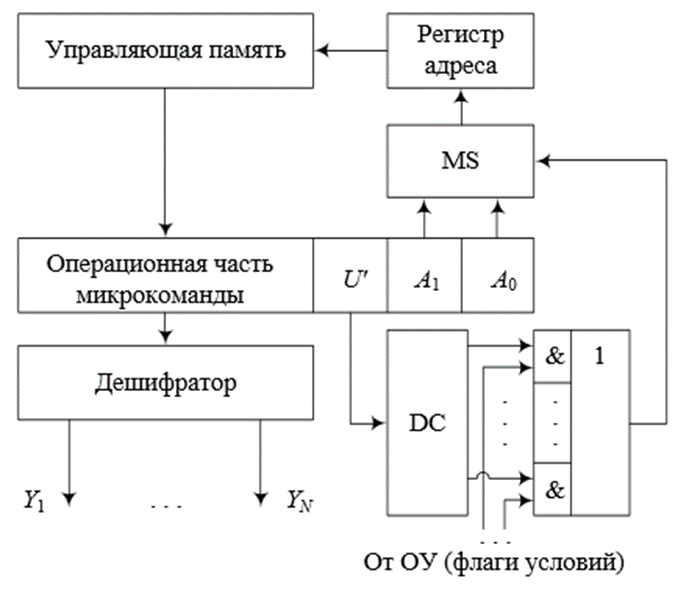 Управляющая память
Регистр
адреса
MS
Операционная часть
микрокоманды
U'
A1
A0
Дешифратор
DC
&
1
. . .
. . .
&
Y1
. . .
YN
. . .
От ОУ (флаги условий)